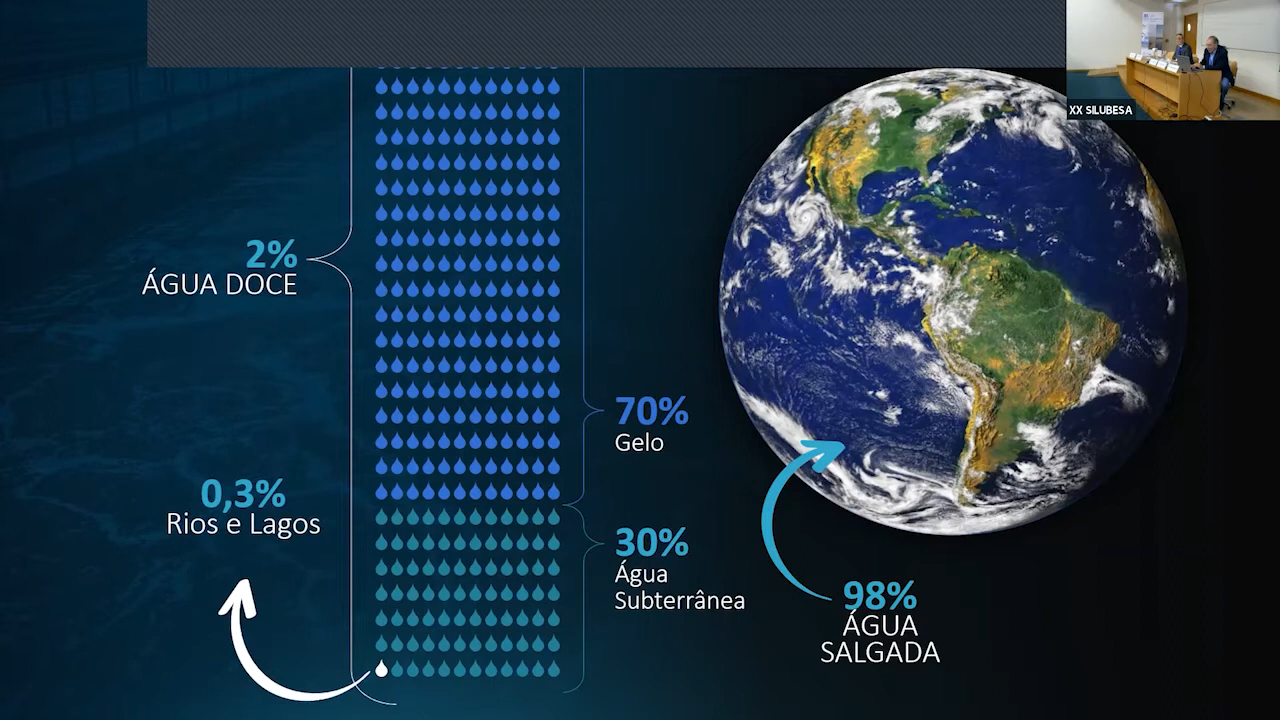 XX SILUBESA
2%
ÁGUA DOCE
70%
Gelo
0,3%
Rios e Lagos
30%
Água
Subterrânea
98%
ÁGUA
SALGADA